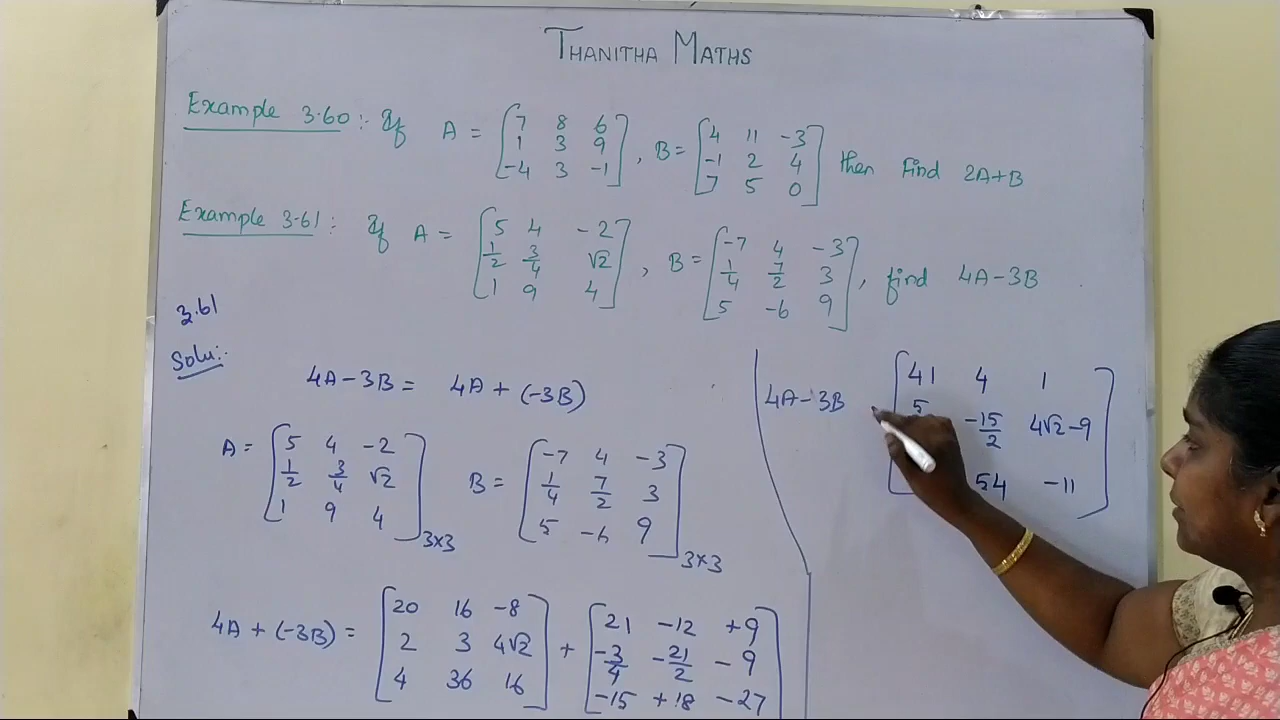 THANITHA MATHS
Example 3.60 :- If A = [7 8 6 / 1 3 9 / -4 3 -1], B = [4 11 -3 / -1 2 4 / 7 5 0] then Find 2A+B
Example 3.61 : If A = [5 4 -2 / 1/2 3/4 √2 / 1 9 4], B = [-7 4 -3 / 1/4 7/2 3 / 5 -6 9], find 4A-3B
3.61
Solu:-
4A-3B = 4A + (-3B)
A = [5 4 -2 / 1/2 3/4 √2 / 1 9 4] 3×3 B = [-7 4 -3 / 1/4 7/2 3 / 5 -6 9] 3×3
4A + (-3B) = [20 16 -8 / 2 3 4√2 / 4 36 16] + [21 -12 +9 / -3/4 -21/2 -9 / -15 +18 -27]
4A-3B [41 4 1 / 5 -15/2 4√2-9 / 54 -11]